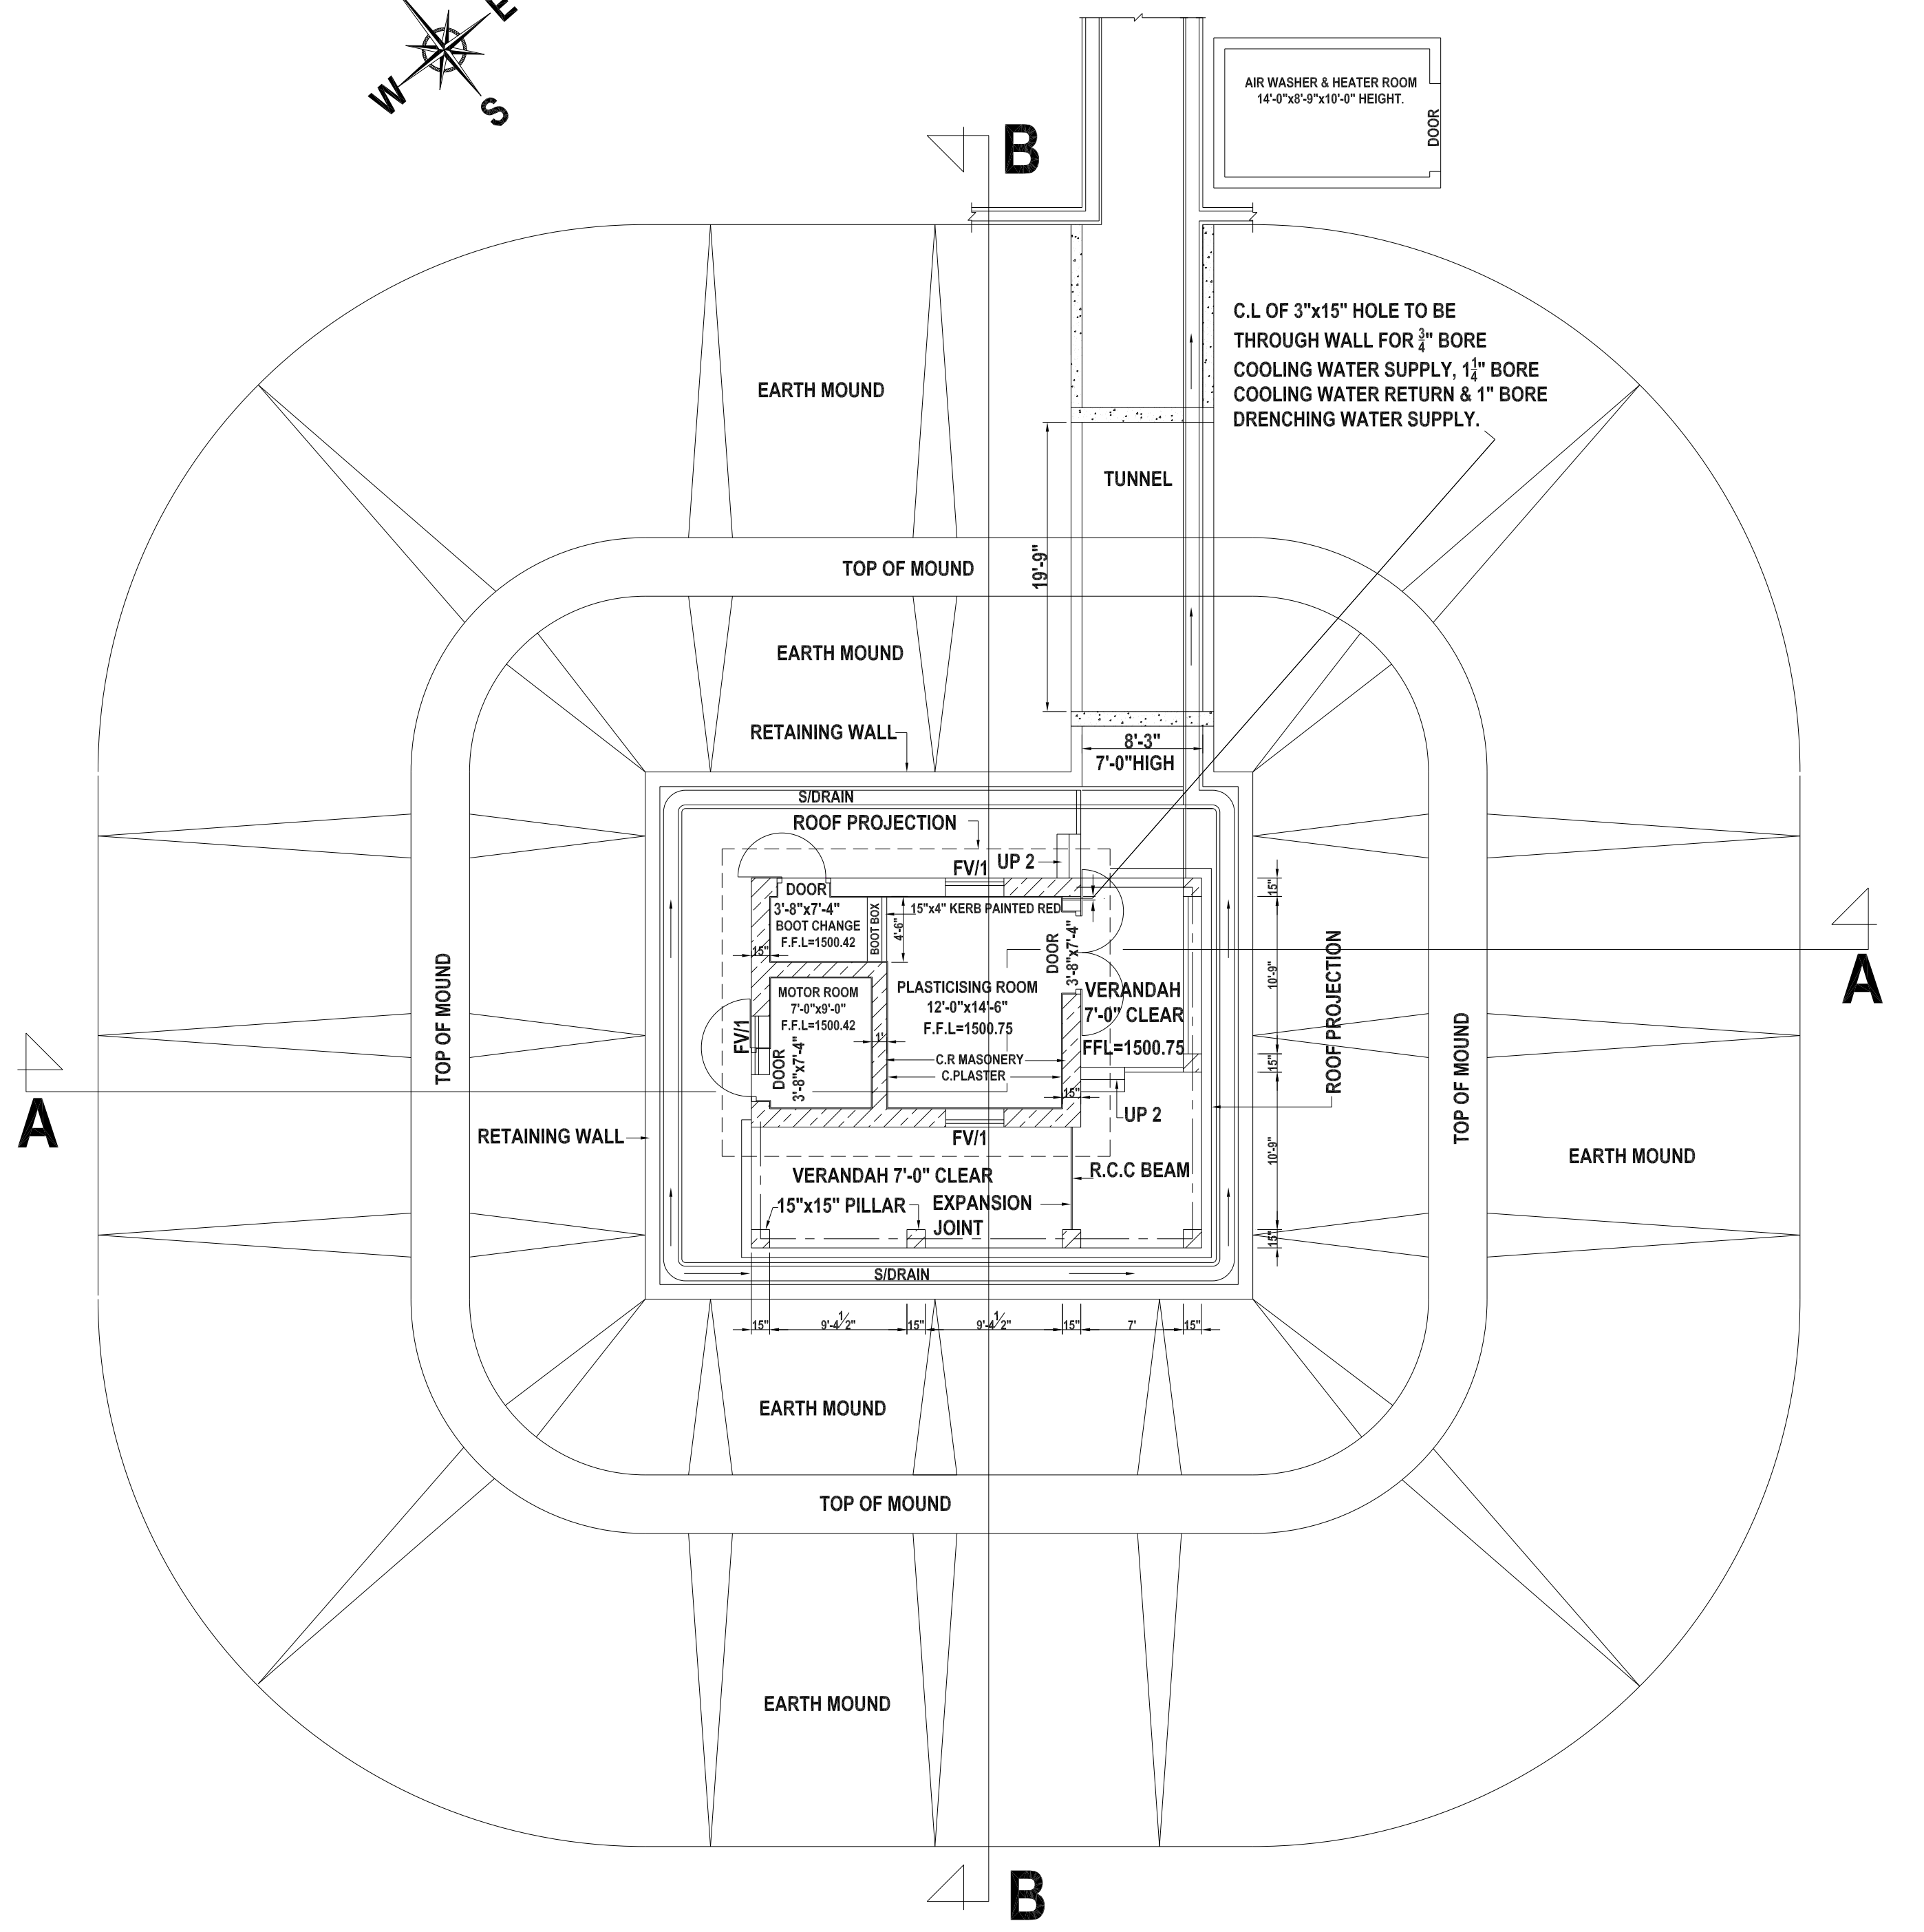 E
W
S
B
AIR WASHER & HEATER ROOM
14'-0"x8'-9"x10'-0" HEIGHT.
DOOR
C.L OF 3"x15" HOLE TO BE
THROUGH WALL FOR 3/4" BORE
COOLING WATER SUPPLY, 1 1/4" BORE
COOLING WATER RETURN & 1" BORE
DRENCHING WATER SUPPLY.
EARTH MOUND
TUNNEL
19'-9"
TOP OF MOUND
EARTH MOUND
RETAINING WALL
8'-3"
7'-0"HIGH
S/DRAIN
ROOF PROJECTION
FV/1
UP 2
DOOR
3'-8"x7'-4"
BOOT CHANGE
F.F.L=1500.42
15"
BOOT BOX
4'-6"
15"x4" KERB PAINTED RED
DOOR
3'-8"x7'-4"
PLASTICISING ROOM
12'-0"x14'-6"
F.F.L=1500.75
MOTOR ROOM
7'-0"x9'-0"
F.F.L=1500.42
DOOR
3'-8"x7'-4"
FV/1
1'
C.R MASONERY
C.PLASTER
15"
VERANDAH
7'-0" CLEAR
FFL=1500.75
UP 2
FV/1
VERANDAH 7'-0" CLEAR
R.C.C BEAM
15"x15" PILLAR
EXPANSION
JOINT
S/DRAIN
15"
10'-9"
15"
10'-9"
15"
ROOF PROJECTION
A
A
RETAINING WALL
TOP OF MOUND
TOP OF MOUND
EARTH MOUND
15"
9'-4 1/2"
15"
9'-4 1/2"
15"
7'
15"
EARTH MOUND
TOP OF MOUND
EARTH MOUND
B